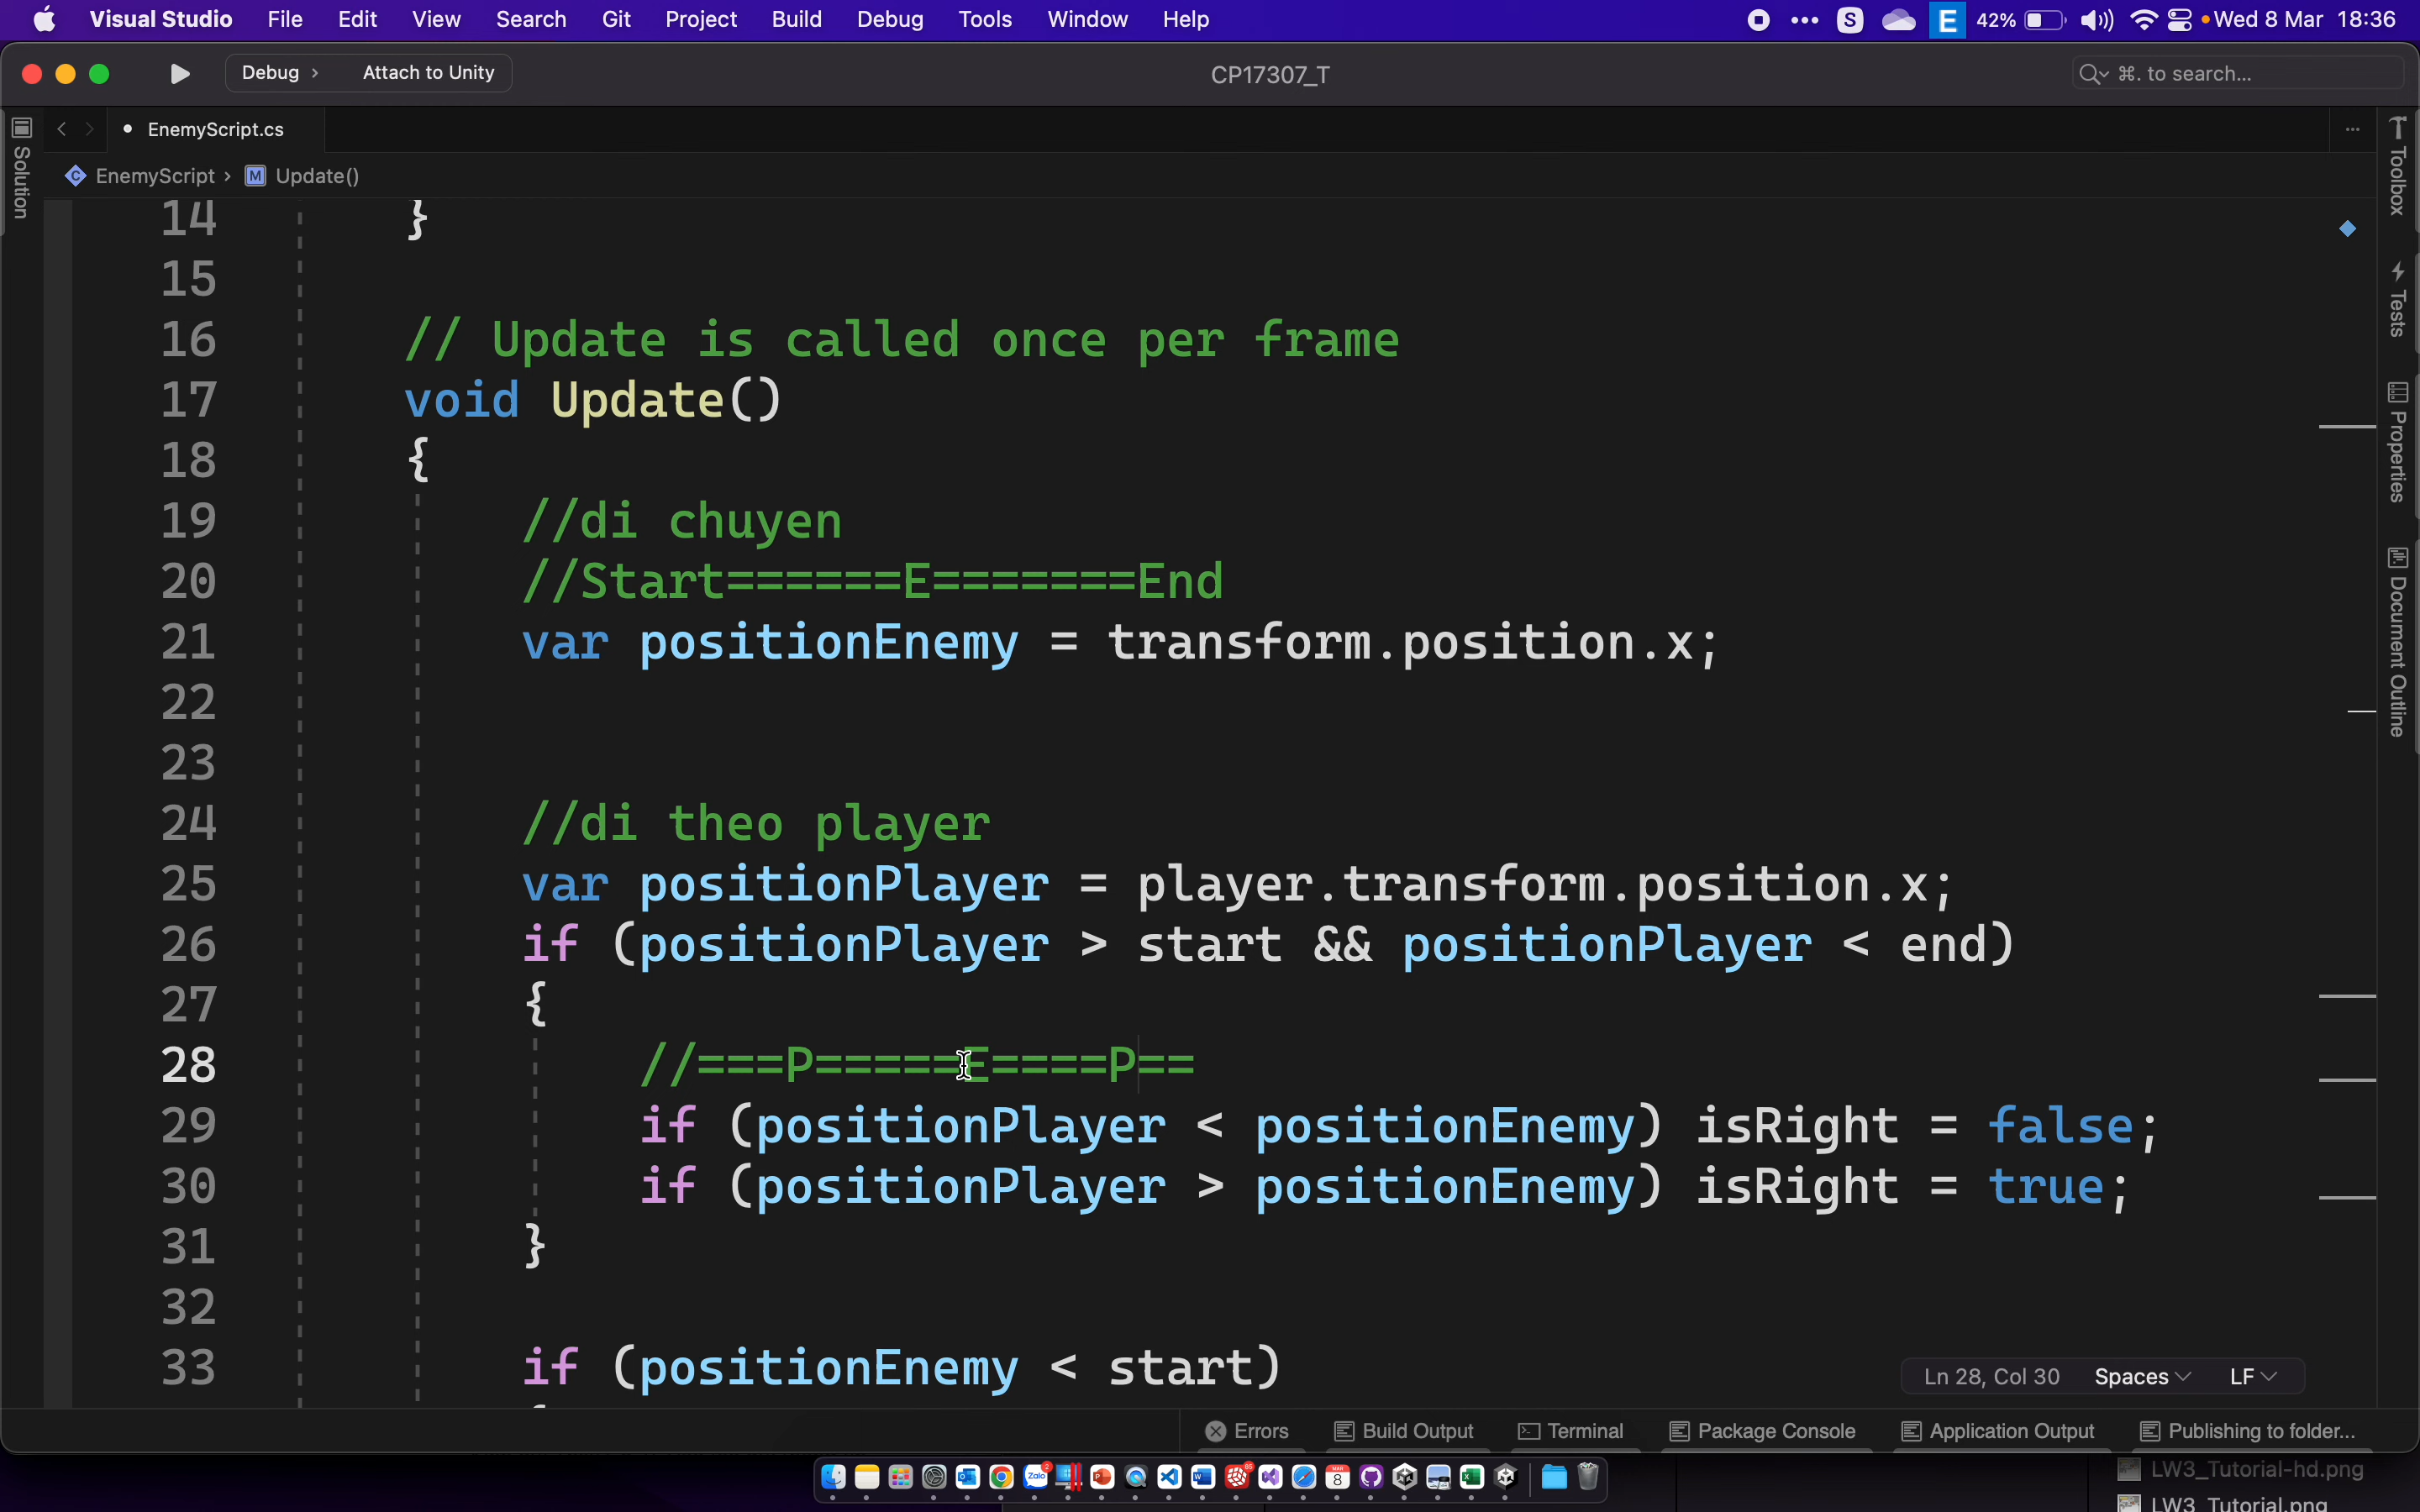 Visual Studio File Edit View Search Git Project Build Debug Tools Window Help S E 42% Wed 8 Mar 18:36
Debug › Attach to Unity CP17307_T ⌘. to search...
EnemyScript.cs
EnemyScript › M Update()
14 }
15
16 // Update is called once per frame
17 void Update()
18 {
19 //di chuyen
20 //Start======E=======End
21 var positionEnemy = transform.position.x;
22
23
24 //di theo player
25 var positionPlayer = player.transform.position.x;
26 if (positionPlayer > start && positionPlayer < end)
27 {
28 //===P=====E====P==
29 if (positionPlayer < positionEnemy) isRight = false;
30 if (positionPlayer > positionEnemy) isRight = true;
31 }
32
33 if (positionEnemy < start)
Solution
Toolbox
Tests
Properties
Document Outline
Ln 28, Col 30 Spaces LF
Errors Build Output Terminal Package Console Application Output Publishing to folder...
LW3_Tutorial-hd.png
LW3_Tutorial.png
Zalo
8